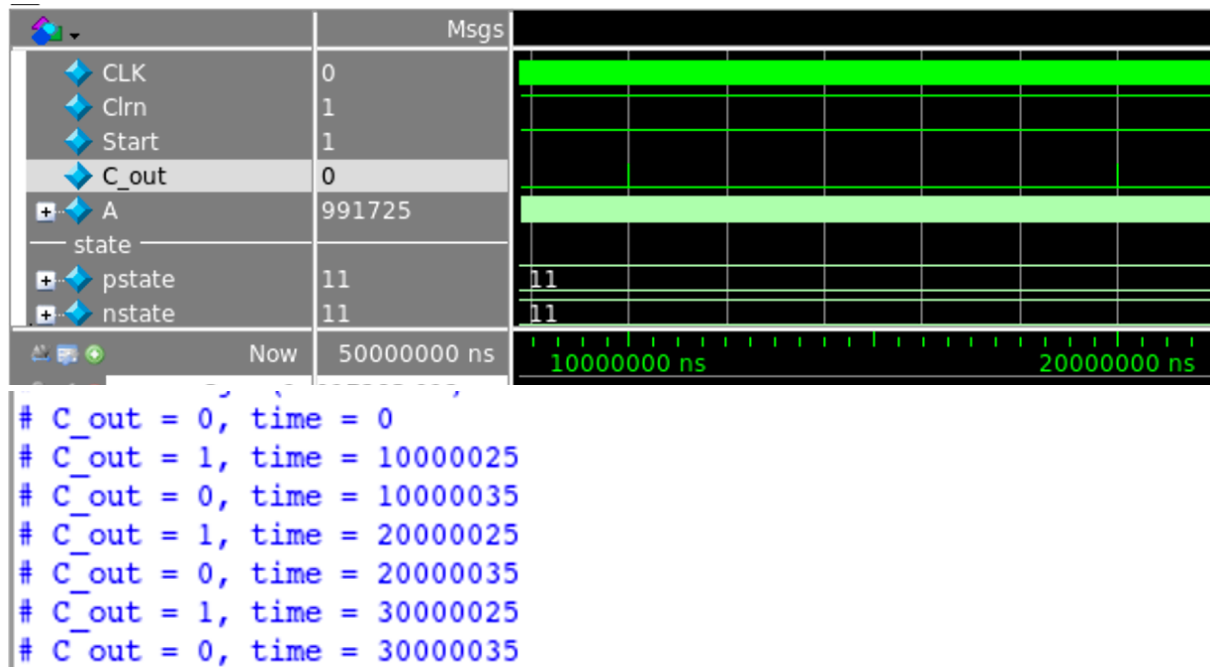 Msgs
CLK 0
Clrn 1
Start 1
C_out 0
A 991725
state
pstate 11 11
nstate 11 11
Now 50000000 ns 10000000 ns 20000000 ns
# C_out = 0, time = 0
# C_out = 1, time = 10000025
# C_out = 0, time = 10000035
# C_out = 1, time = 20000025
# C_out = 0, time = 20000035
# C_out = 1, time = 30000025
# C_out = 0, time = 30000035